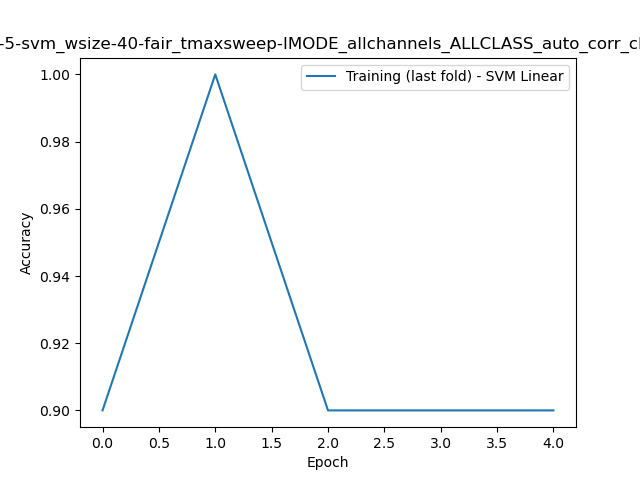 -5-svm_wsize-40-fair_tmaxsweep-IMODE_allchannels_ALLCLASS_auto_corr_cl
Training (last fold) - SVM Linear
1.00
0.98
0.96
0.94
0.92
0.90
Accuracy
0.0 0.5 1.0 1.5 2.0 2.5 3.0 3.5 4.0
Epoch